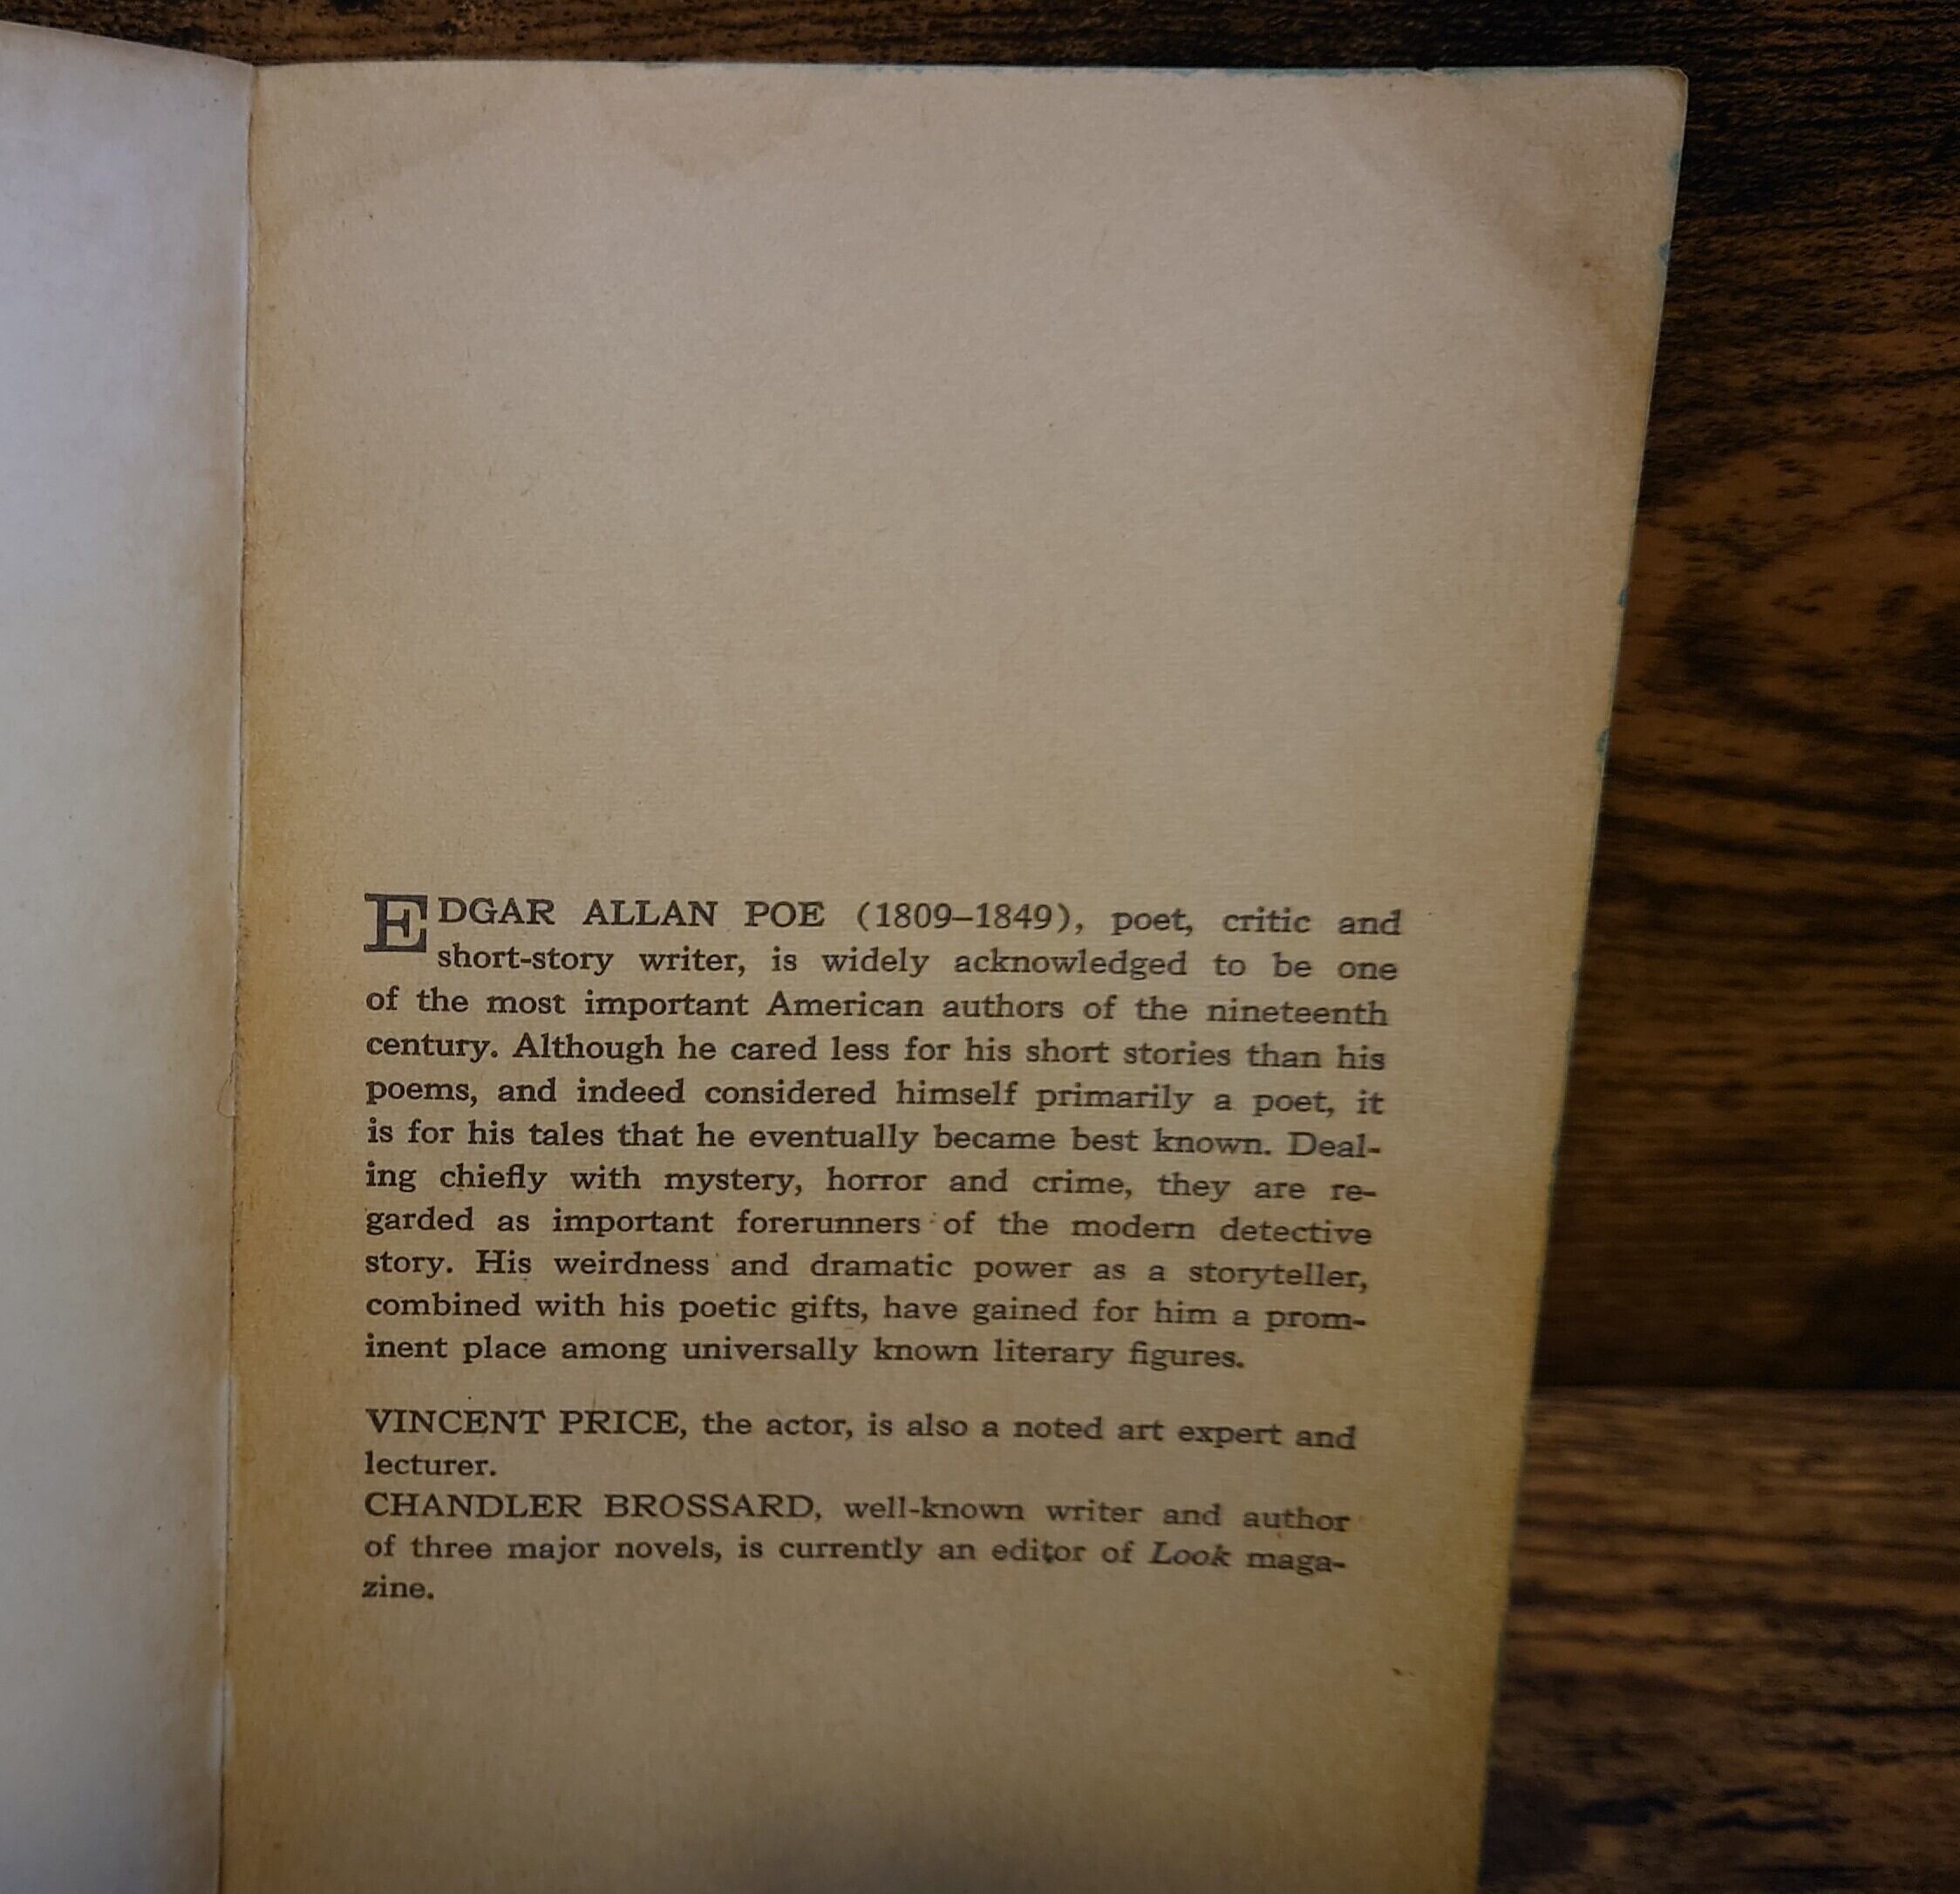 EDGAR ALLAN POE (1809–1849), poet, critic and
short-story writer, is widely acknowledged to be one
of the most important American authors of the nineteenth
century. Although he cared less for his short stories than his
poems, and indeed considered himself primarily a poet, it
is for his tales that he eventually became best known. Deal-
ing chiefly with mystery, horror and crime, they are re-
garded as important forerunners of the modern detective
story. His weirdness and dramatic power as a storyteller,
combined with his poetic gifts, have gained for him a prom-
inent place among universally known literary figures.
VINCENT PRICE, the actor, is also a noted art expert and
lecturer.
CHANDLER BROSSARD, well-known writer and author
of three major novels, is currently an editor of Look maga-
zine.